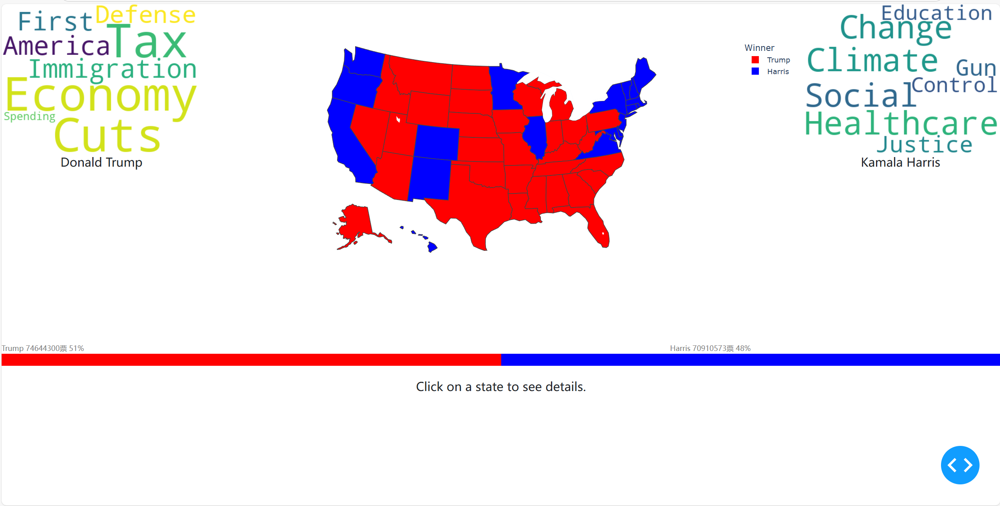 First Defense
America Tax
Immigration
Economy
Spending
Cuts
Donald Trump
Winner
Trump
Harris
Education
Change
Climate
Gun
Social Control
Healthcare
Justice
Kamala Harris
Trump 74644300票 51%
Harris 70910573票 48%
Click on a state to see details.